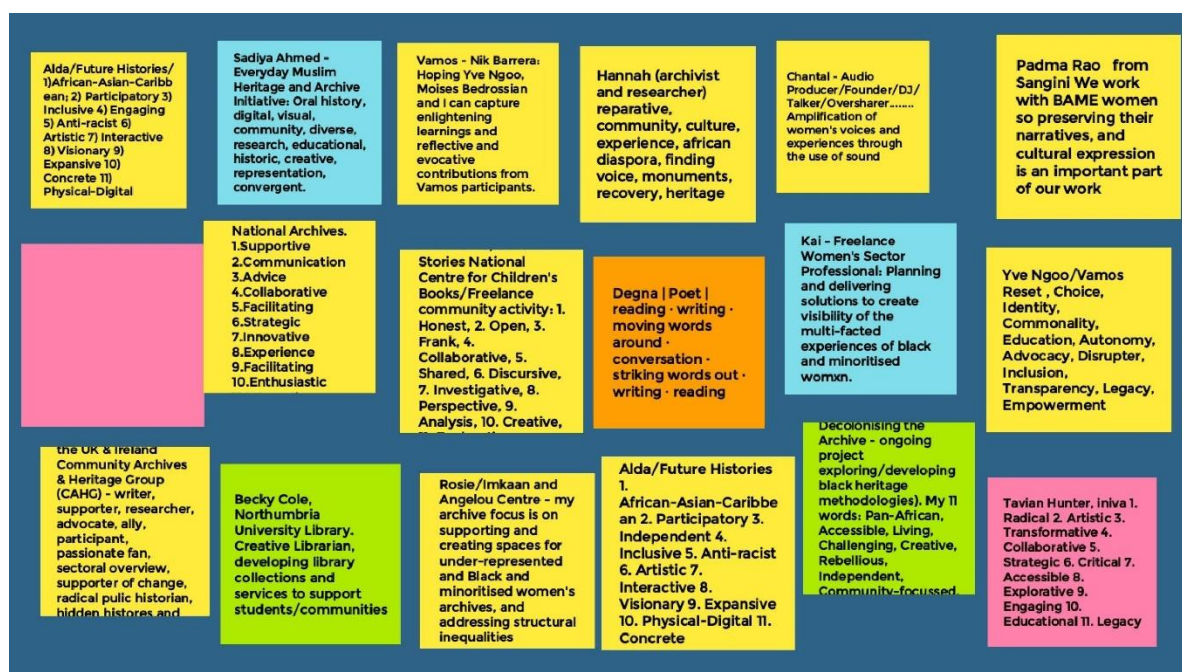 Alda/Future Histories/
1)African-Asian-Caribb
ean; 2) Participatory 3)
Inclusive 4) Engaging
5) Anti-racist 6)
Artistic 7) Interactive
8) Visionary 9)
Expansive 10)
Concrete 11)
Physical-Digital
Sadiya Ahmed -
Everyday Muslim
Heritage and Archive
Initiative: Oral history,
digital, visual,
community, diverse,
research, educational,
historic, creative,
representation,
convergent.
Vamos - Nik Barrera:
Hoping Yve Ngoo,
Moises Bedrossian
and I can capture
enlightening
learnings and
reflective and
evocative
contributions from
Vamos participants.
Hannah (archivist
and researcher)
reparative,
community, culture,
experience, african
diaspora, finding
voice, monuments,
recovery, heritage
Chantal - Audio
Producer/Founder/DJ/
Talker/Oversharer........
Amplification of
women's voices and
experiences through
the use of sound
Padma Rao from
Sangini We work
with BAME women
so preserving their
narratives, and
cultural expression
is an important part
of our work
National Archives.
1.Supportive
2.Communication
3.Advice
4.Collaborative
5.Facilitating
6.Strategic
7.Innovative
8.Experience
9.Facilitating
10.Enthusiastic
Stories National
Centre for Children's
Books/Freelance
community activity: 1.
Honest, 2. Open, 3.
Frank, 4.
Collaborative, 5.
Shared, 6. Discursive,
7. Investigative, 8.
Perspective, 9.
Analysis, 10. Creative,
Degna | Poet |
reading · writing ·
moving words
around ·
conversation ·
striking words out ·
writing · reading
Kai - Freelance
Women's Sector
Professional: Planning
and delivering
solutions to create
visibility of the
multi-facted
experiences of black
and minoritised
womxn.
Yve Ngoo/Vamos
Reset , Choice,
Identity,
Commonality,
Education, Autonomy,
Advocacy, Disrupter,
Inclusion,
Transparency, Legacy,
Empowerment
the UK & Ireland
Community Archives
& Heritage Group
(CAHG) - writer,
supporter, researcher,
advocate, ally,
participant,
passionate fan,
sectoral overview,
supporter of change,
radical pulic historian,
hidden histores and
Becky Cole,
Northumbria
University Library.
Creative Librarian,
developing library
collections and
services to support
students/communities
Rosie/Imkaan and
Angelou Centre - my
archive focus is on
supporting and
creating spaces for
under-represented
and Black and
minoritised women's
archives, and
addressing structural
inequalities
Alda/Future Histories
1.
African-Asian-Caribbe
an 2. Participatory 3.
Independent 4.
Inclusive 5. Anti-racist
6. Artistic 7.
Interactive 8.
Visionary 9. Expansive
10. Physical-Digital 11.
Concrete
Decolonising the
Archive - ongoing
project
exploring/developing
black heritage
methodologies). My 11
words: Pan-African,
Accessible, Living,
Challenging, Creative,
Rebellious,
Independent,
Community-focussed,
Tavian Hunter, iniva 1.
Radical 2. Artistic 3.
Transformative 4.
Collaborative 5.
Strategic 6. Critical 7.
Accessible 8.
Explorative 9.
Engaging 10.
Educational 11. Legacy